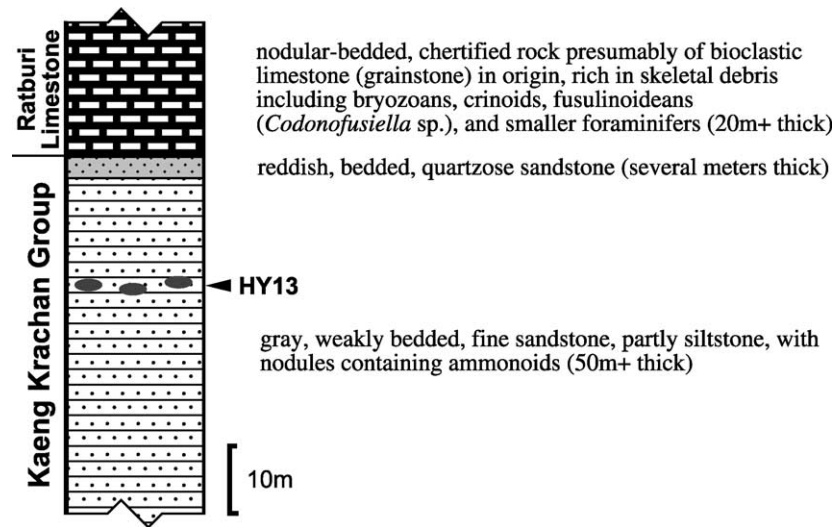 Ratburi
Limestone
nodular-bedded, chertified rock presumably of bioclastic
limestone (grainstone) in origin, rich in skeletal debris
including bryozoans, crinoids, fusulinoideans
(Codonofusiella sp.), and smaller foraminifers (20m+ thick)
reddish, bedded, quartzose sandstone (several meters thick)
Kaeng Krachan Group
HY13
gray, weakly bedded, fine sandstone, partly siltstone, with
nodules containing ammonoids (50m+ thick)
10m